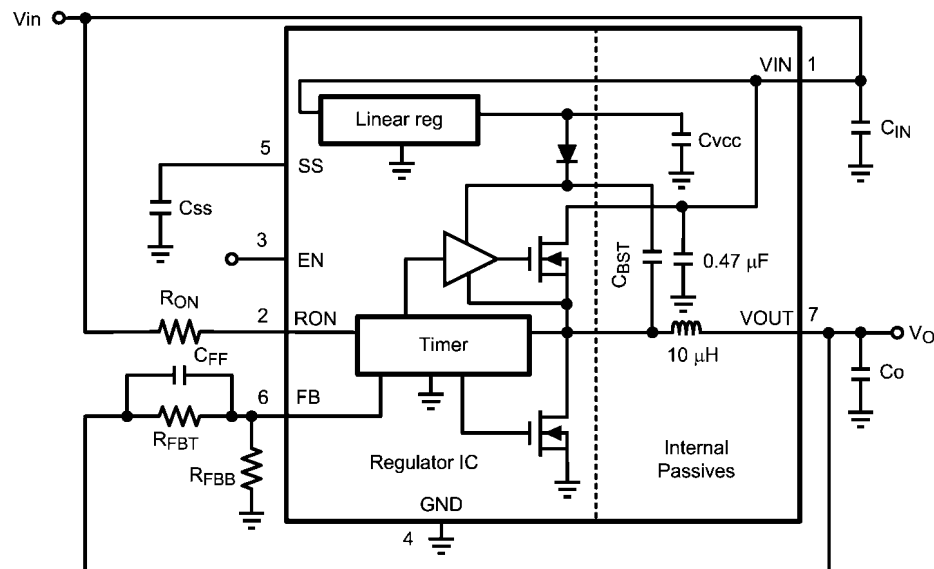 Vin
VIN 1
Linear reg
Cvcc
CIN
5
SS
Css
3
EN
CBST
0.47 μF
RON
2 RON
Timer
VOUT 7
VO
10 μH
CFF
Co
6 FB
RFBT
RFBB
Regulator IC
Internal
Passives
GND
4